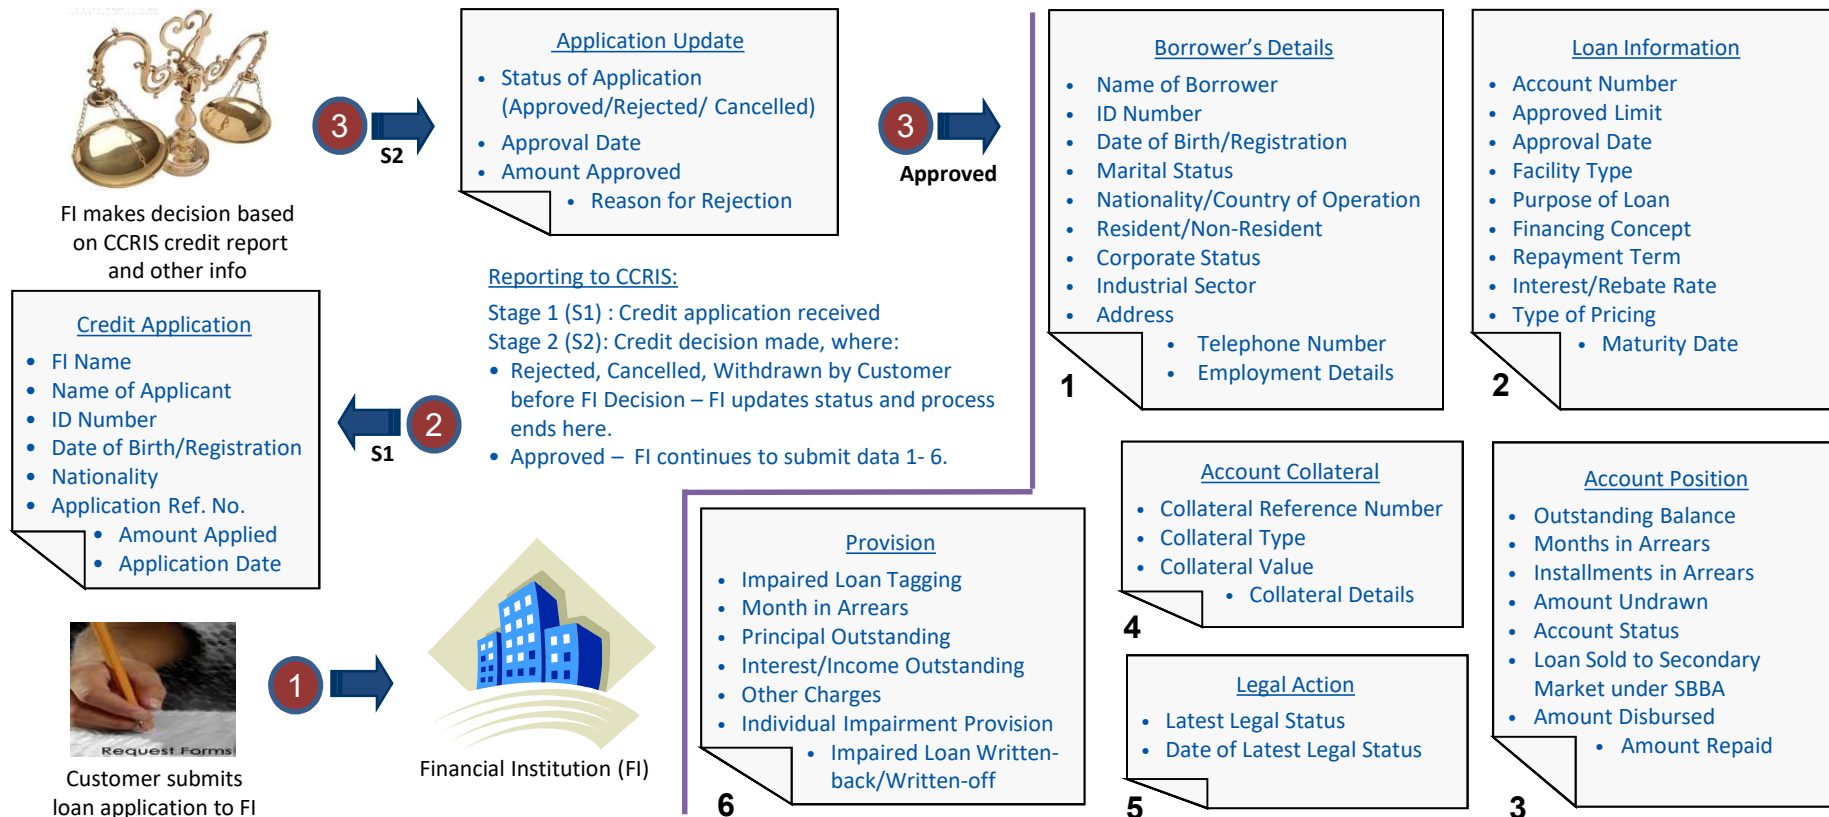 3
S2
FI makes decision based
on CCRIS credit report
and other info
Application Update
• Status of Application
(Approved/Rejected/ Cancelled)
• Approval Date
• Amount Approved
• Reason for Rejection
3
Approved
Credit Application
• FI Name
• Name of Applicant
• ID Number
• Date of Birth/Registration
• Nationality
• Application Ref. No.
• Amount Applied
• Application Date
2
S1
Reporting to CCRIS:
Stage 1 (S1) : Credit application received
Stage 2 (S2): Credit decision made, where:
• Rejected, Cancelled, Withdrawn by Customer
before FI Decision – FI updates status and process
ends here.
• Approved – FI continues to submit data 1- 6.
Request Forms
Customer submits
loan application to FI
1
Financial Institution (FI)
Borrower’s Details
• Name of Borrower
• ID Number
• Date of Birth/Registration
• Marital Status
• Nationality/Country of Operation
• Resident/Non-Resident
• Corporate Status
• Industrial Sector
• Address
• Telephone Number
• Employment Details
1
Loan Information
• Account Number
• Approved Limit
• Approval Date
• Facility Type
• Purpose of Loan
• Financing Concept
• Repayment Term
• Interest/Rebate Rate
• Type of Pricing
• Maturity Date
2
Account Position
• Outstanding Balance
• Months in Arrears
• Installments in Arrears
• Amount Undrawn
• Account Status
• Loan Sold to Secondary
Market under SBBA
• Amount Disbursed
• Amount Repaid
3
Account Collateral
• Collateral Reference Number
• Collateral Type
• Collateral Value
• Collateral Details
4
Legal Action
• Latest Legal Status
• Date of Latest Legal Status
5
Provision
• Impaired Loan Tagging
• Month in Arrears
• Principal Outstanding
• Interest/Income Outstanding
• Other Charges
• Individual Impairment Provision
• Impaired Loan Written-
back/Written-off
6